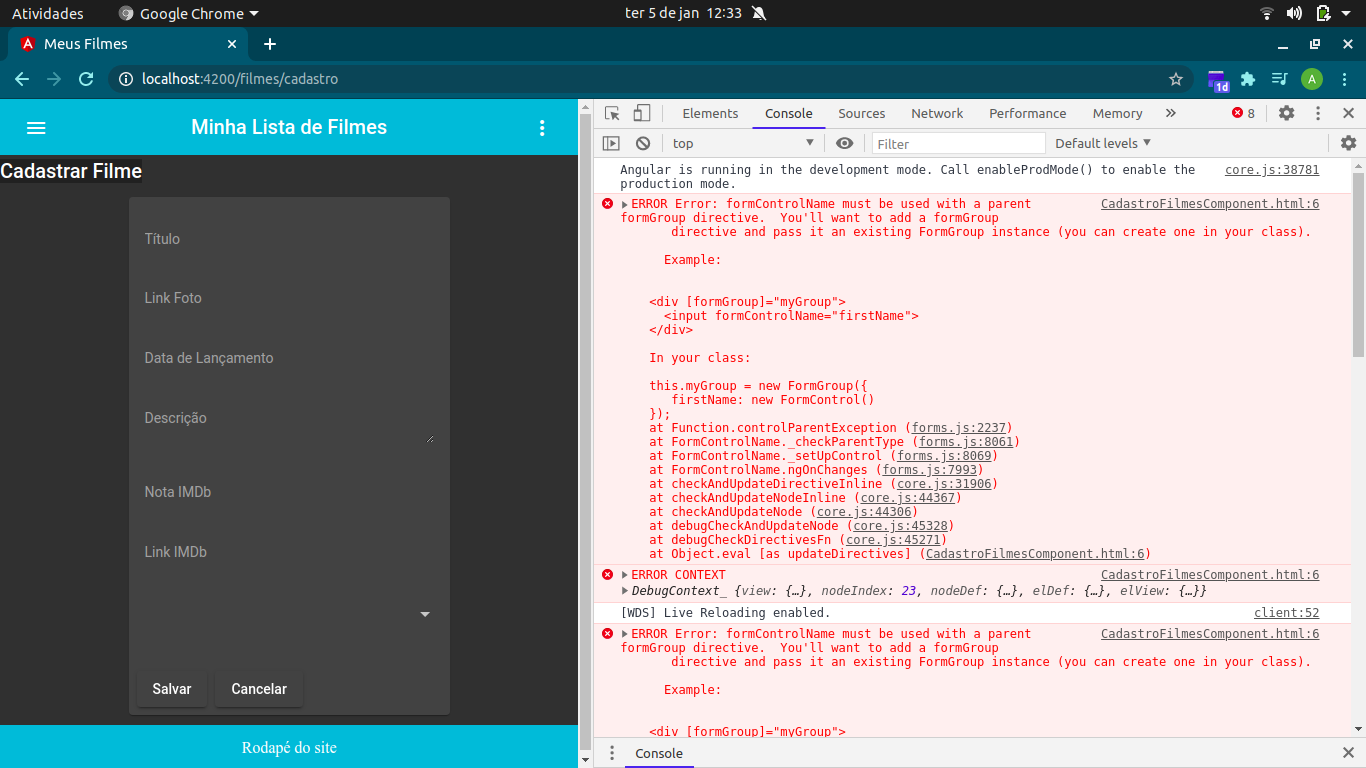 Atividades
Google Chrome
ter 5 de jan 12:33
Meus Filmes
localhost:4200/filmes/cadastro
1d
A
Minha Lista de Filmes
Cadastrar Filme
Título
Link Foto
Data de Lançamento
Descrição
Nota IMDb
Link IMDb
Salvar
Cancelar
Rodapé do site
Elements
Console
Sources
Network
Performance
Memory
8
top
Filter
Default levels
Angular is running in the development mode. Call enableProdMode() to enable the core.js:38781
production mode.
ERROR Error: formControlName must be used with a parent CadastroFilmesComponent.html:6
formGroup directive.  You'll want to add a formGroup
directive and pass it an existing FormGroup instance (you can create one in your class).
Example:
<div [formGroup]="myGroup">
<input formControlName="firstName">
</div>
In your class:
this.myGroup = new FormGroup({
firstName: new FormControl()
});
at Function.controlParentException (forms.js:2237)
at FormControlName._checkParentType (forms.js:8061)
at FormControlName._setUpControl (forms.js:8069)
at FormControlName.ngOnChanges (forms.js:7993)
at checkAndUpdateDirectiveInline (core.js:31906)
at checkAndUpdateNodeInline (core.js:44367)
at checkAndUpdateNode (core.js:44306)
at debugCheckAndUpdateNode (core.js:45328)
at debugCheckDirectivesFn (core.js:45271)
at Object.eval [as updateDirectives] (CadastroFilmesComponent.html:6)
ERROR CONTEXT CadastroFilmesComponent.html:6
DebugContext_ {view: {…}, nodeIndex: 23, nodeDef: {…}, elDef: {…}, elView: {…}}
[WDS] Live Reloading enabled. client:52
ERROR Error: formControlName must be used with a parent CadastroFilmesComponent.html:6
formGroup directive.  You'll want to add a formGroup
directive and pass it an existing FormGroup instance (you can create one in your class).
Example:
<div [formGroup]="myGroup">
Console